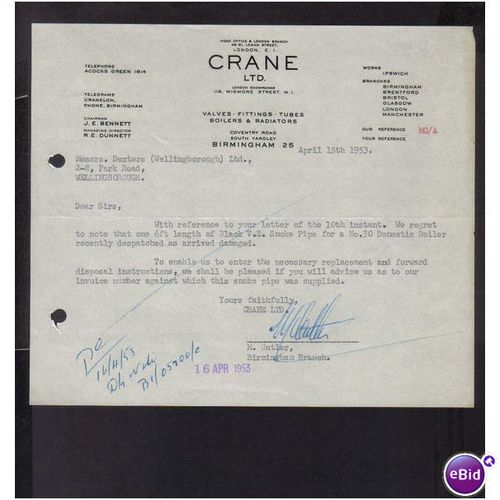 HEAD OFFICE & LONDON BRANCH
45-51, LEMAN STREET,
LONDON, E.1.
CRANE
LTD.
LONDON SHOWROOMS
118, WIGMORE STREET, W.1.
VALVES · FITTINGS · TUBES
BOILERS & RADIATORS
COVENTRY ROAD
SOUTH YARDLEY
BIRMINGHAM 25
TELEPHONE
ACOCKS GREEN 1614
TELEGRAMS
CRANELON,
PHONE, BIRMINGHAM
CHAIRMAN
J. E. BENNETT
MANAGING DIRECTOR
R. E. DUNNETT
WORKS
IPSWICH
BRANCHES
BIRMINGHAM
BRENTFORD
BRISTOL
GLASGOW
LONDON
MANCHESTER
OUR REFERENCE MC/A
YOUR REFERENCE
April 15th 1953.
Messrs. Dexters (Wellingborough) Ltd.,
2-8, Park Road,
WELLINGBOROUGH.
Dear Sirs,
With reference to your letter of the 10th instant. We regret
to note that one 6ft length of Black V.E. Smoke Pipe for a No.30 Domestic Boiler
recently despatched as arrived damaged.
To enable us to enter the necessary replacement and forward
disposal instructions, we shall be pleased if you will advise us as to our
invoice number against which this smoke pipe was supplied.
Yours faithfully,
CRANE LTD.
M. Cutler,
Birmingham Branch.
16/4/53
16 APR 1953
eBid